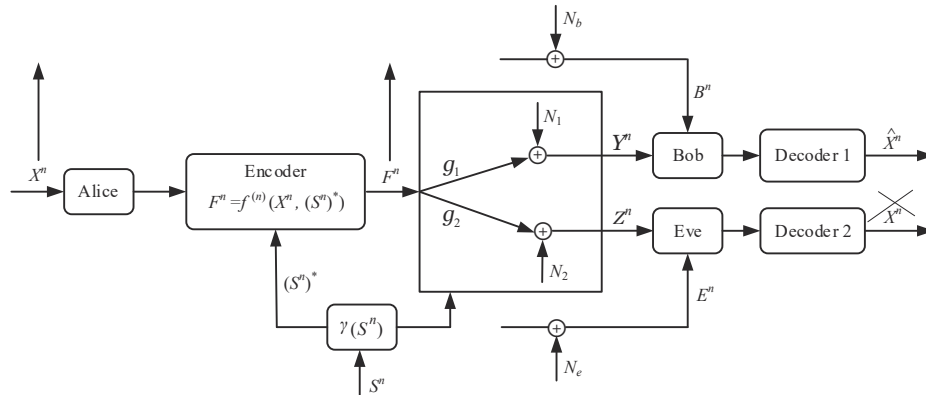 N_b
B^n
X^n
Alice
Encoder
F^n = f^{(n)}(X^n, (S^n)^*)
F^n
g_1
g_2
N_1
N_2
Y^n
Z^n
Bob
Decoder 1
\hat{X}^n
Eve
Decoder 2
X^n
E^n
(S^n)^*
γ(S^n)
S^n
N_e